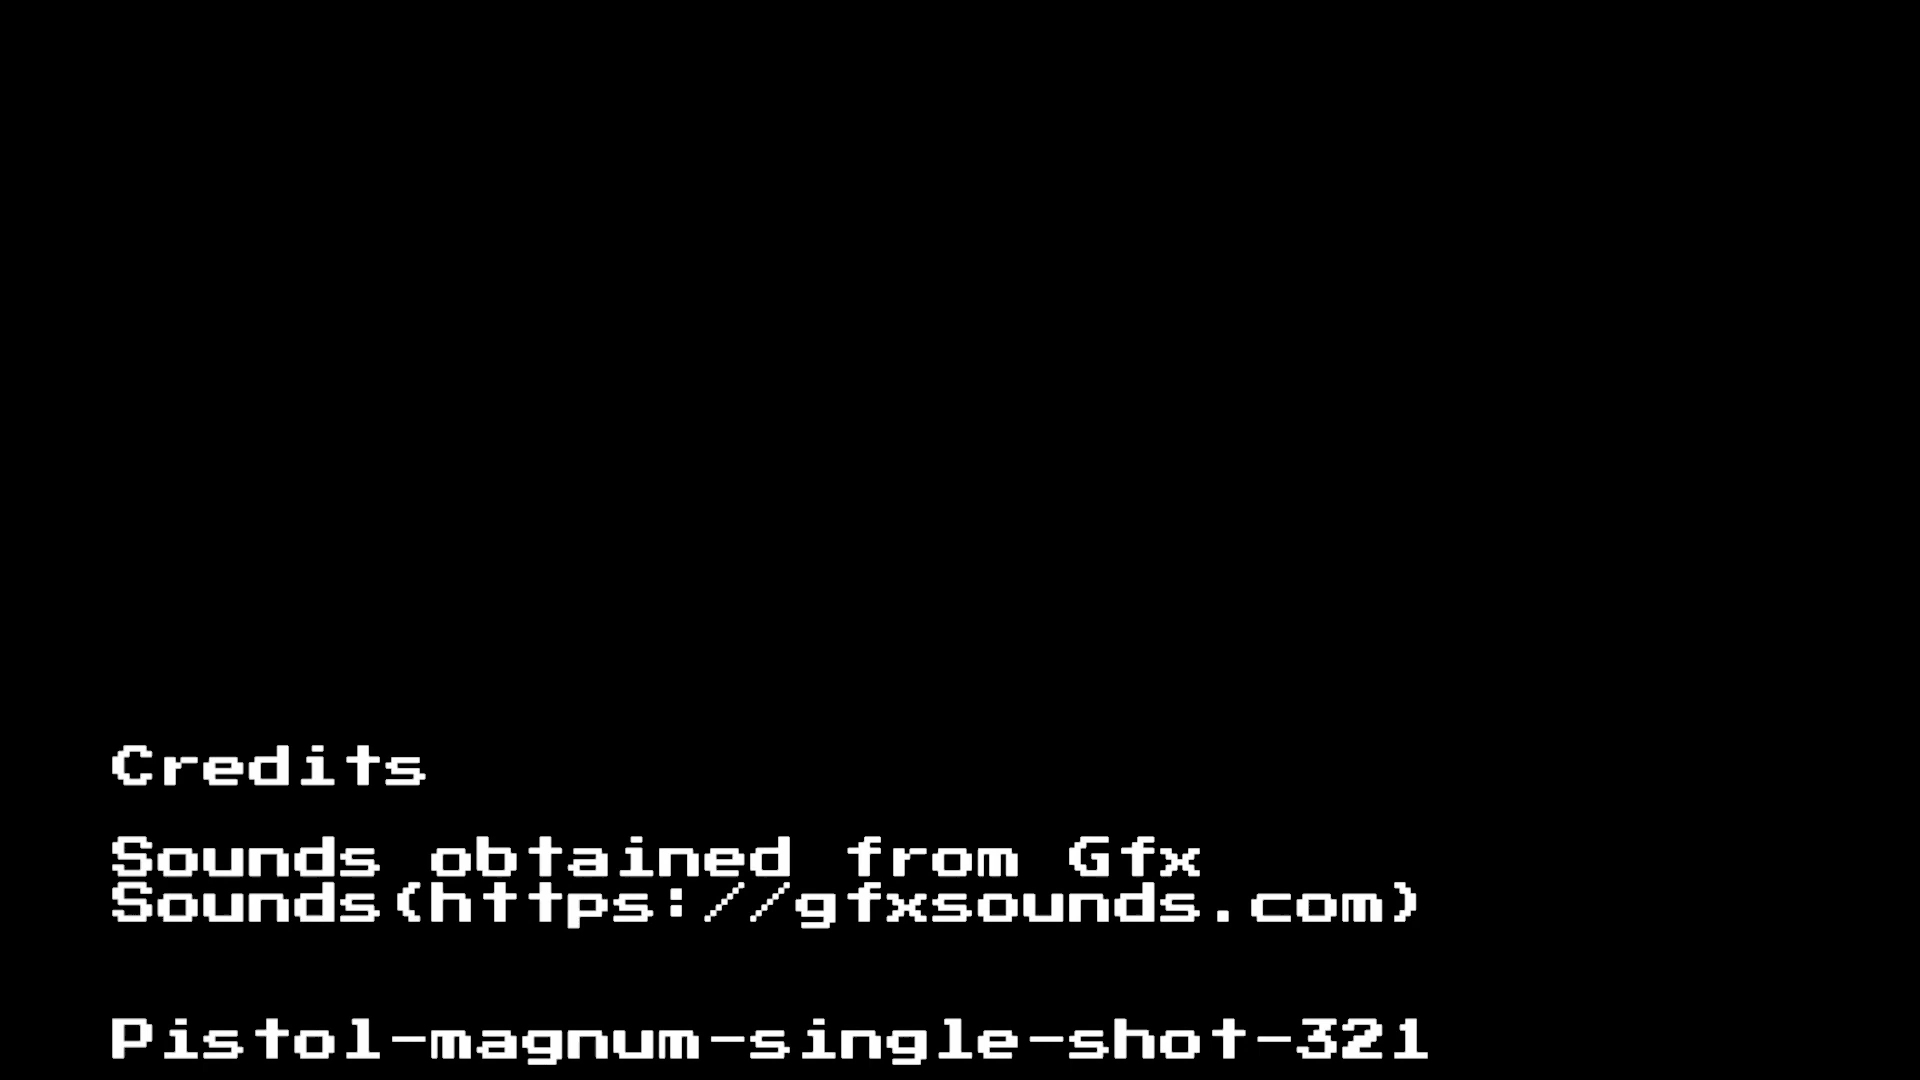 Credits
Sounds obtained from Gfx
Sounds(https://gfxsounds.com)
Pistol-magnum-single-shot-321